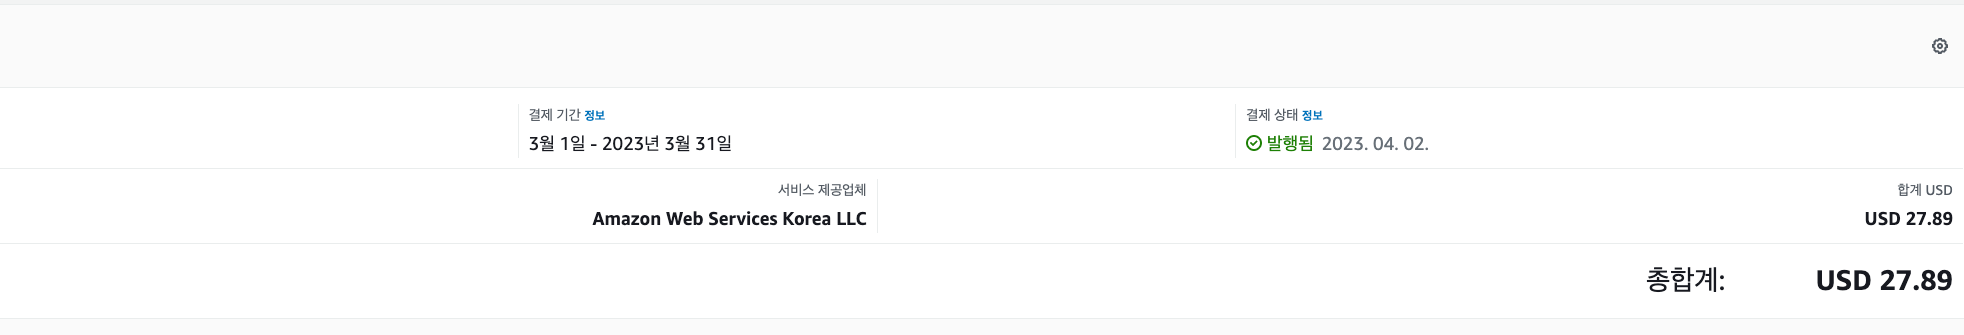 결제 기간 정보
3월 1일 - 2023년 3월 31일
결제 상태 정보
발행됨 2023. 04. 02.
서비스 제공업체
Amazon Web Services Korea LLC
합계 USD
USD 27.89
총합계: USD 27.89